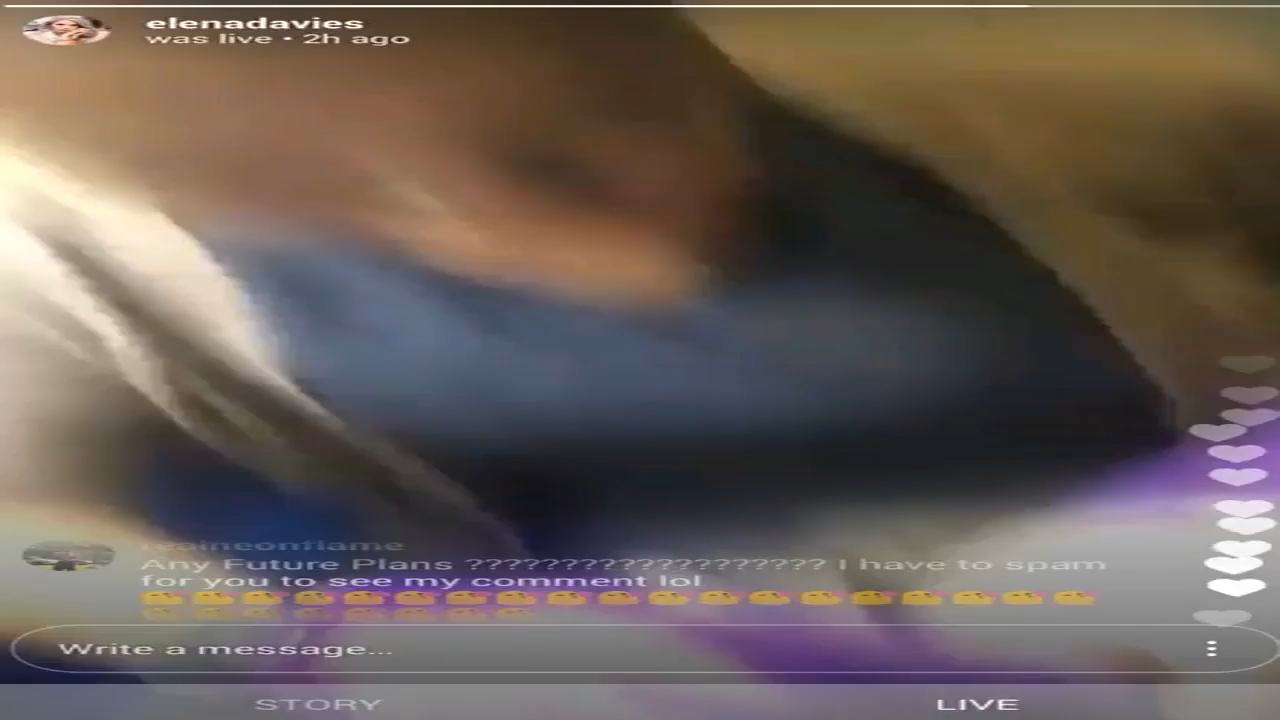 elenadavies
was live • 2h ago
Any Future Plans ??????????????????? I have to spam
for you to see my comment lol
Write a message...
STORY
LIVE